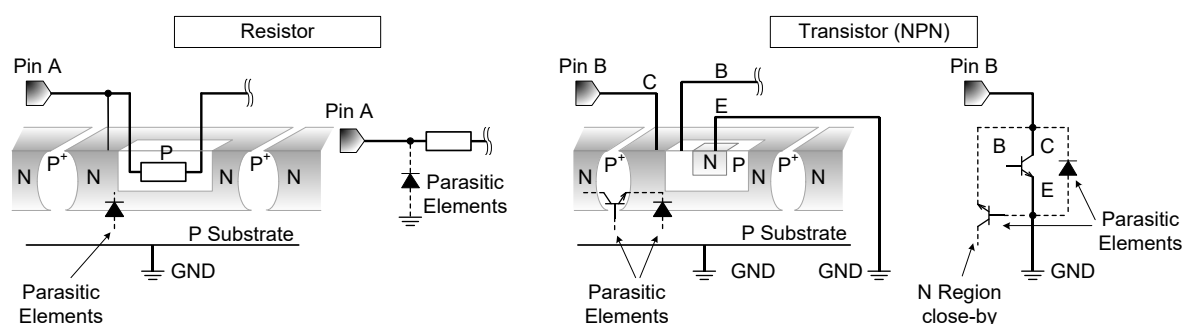 Resistor
Pin A
N
P+
N
P
N
P+
N
Parasitic
Elements
P Substrate
GND
Pin A
Parasitic
Elements
Transistor (NPN)
Pin B
C
B
E
N
P+
N
N
P
N
P+
N
P Substrate
GND
GND
Parasitic
Elements
Pin B
B
C
E
Parasitic
Elements
GND
N Region
close-by